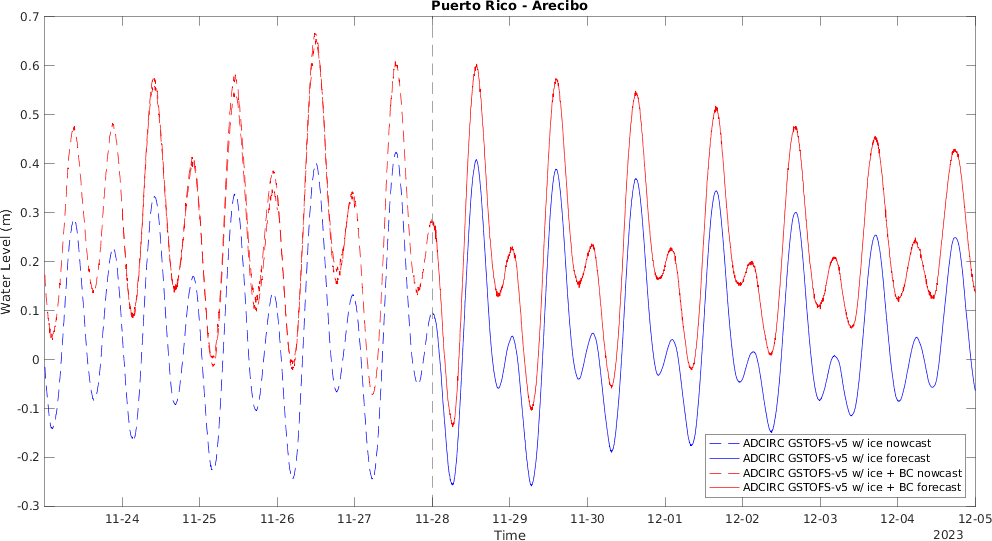 Puerto Rico - Arecibo
0.7
0.6
0.5
0.4
0.3
0.2
0.1
0
-0.1
-0.2
-0.3
Water Level (m)
ADCIRC GSTOFS-v5 w/ ice nowcast
ADCIRC GSTOFS-v5 w/ ice forecast
ADCIRC GSTOFS-v5 w/ ice + BC nowcast
ADCIRC GSTOFS-v5 w/ ice + BC forecast
11-24 11-25 11-26 11-27 11-28 11-29 11-30 12-01 12-02 12-03 12-04 12-05
Time
2023